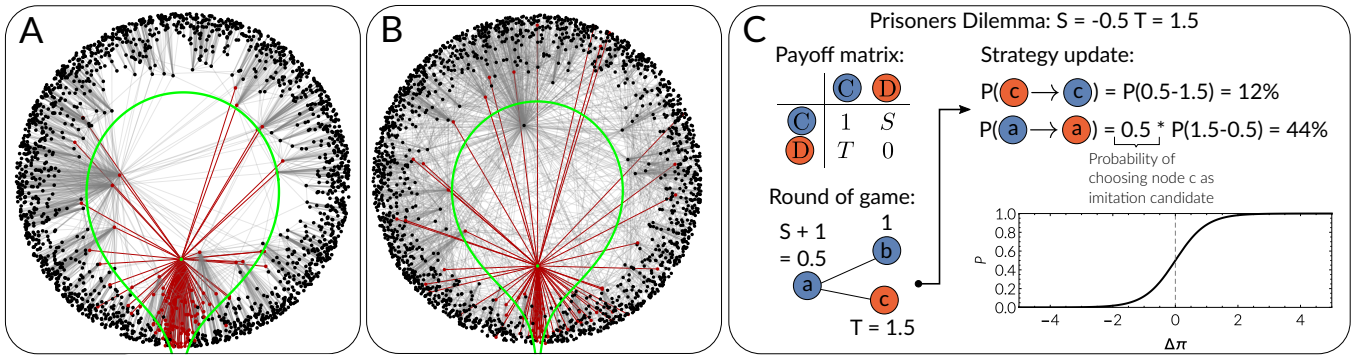 A
B
C
Prisoners Dilemma: S = -0.5 T = 1.5
Payoff matrix:
C D
C 1 S
D T 0
Round of game:
S + 1
= 0.5
1
a
b
c
T = 1.5
Strategy update:
P( c → c ) = P(0.5-1.5) = 12%
P( a → a ) = 0.5 * P(1.5-0.5) = 44%
Probability of
choosing node c as
imitation candidate
P
1.0
0.8
0.6
0.4
0.2
0.0
−4 −2 0 2 4
Δπ